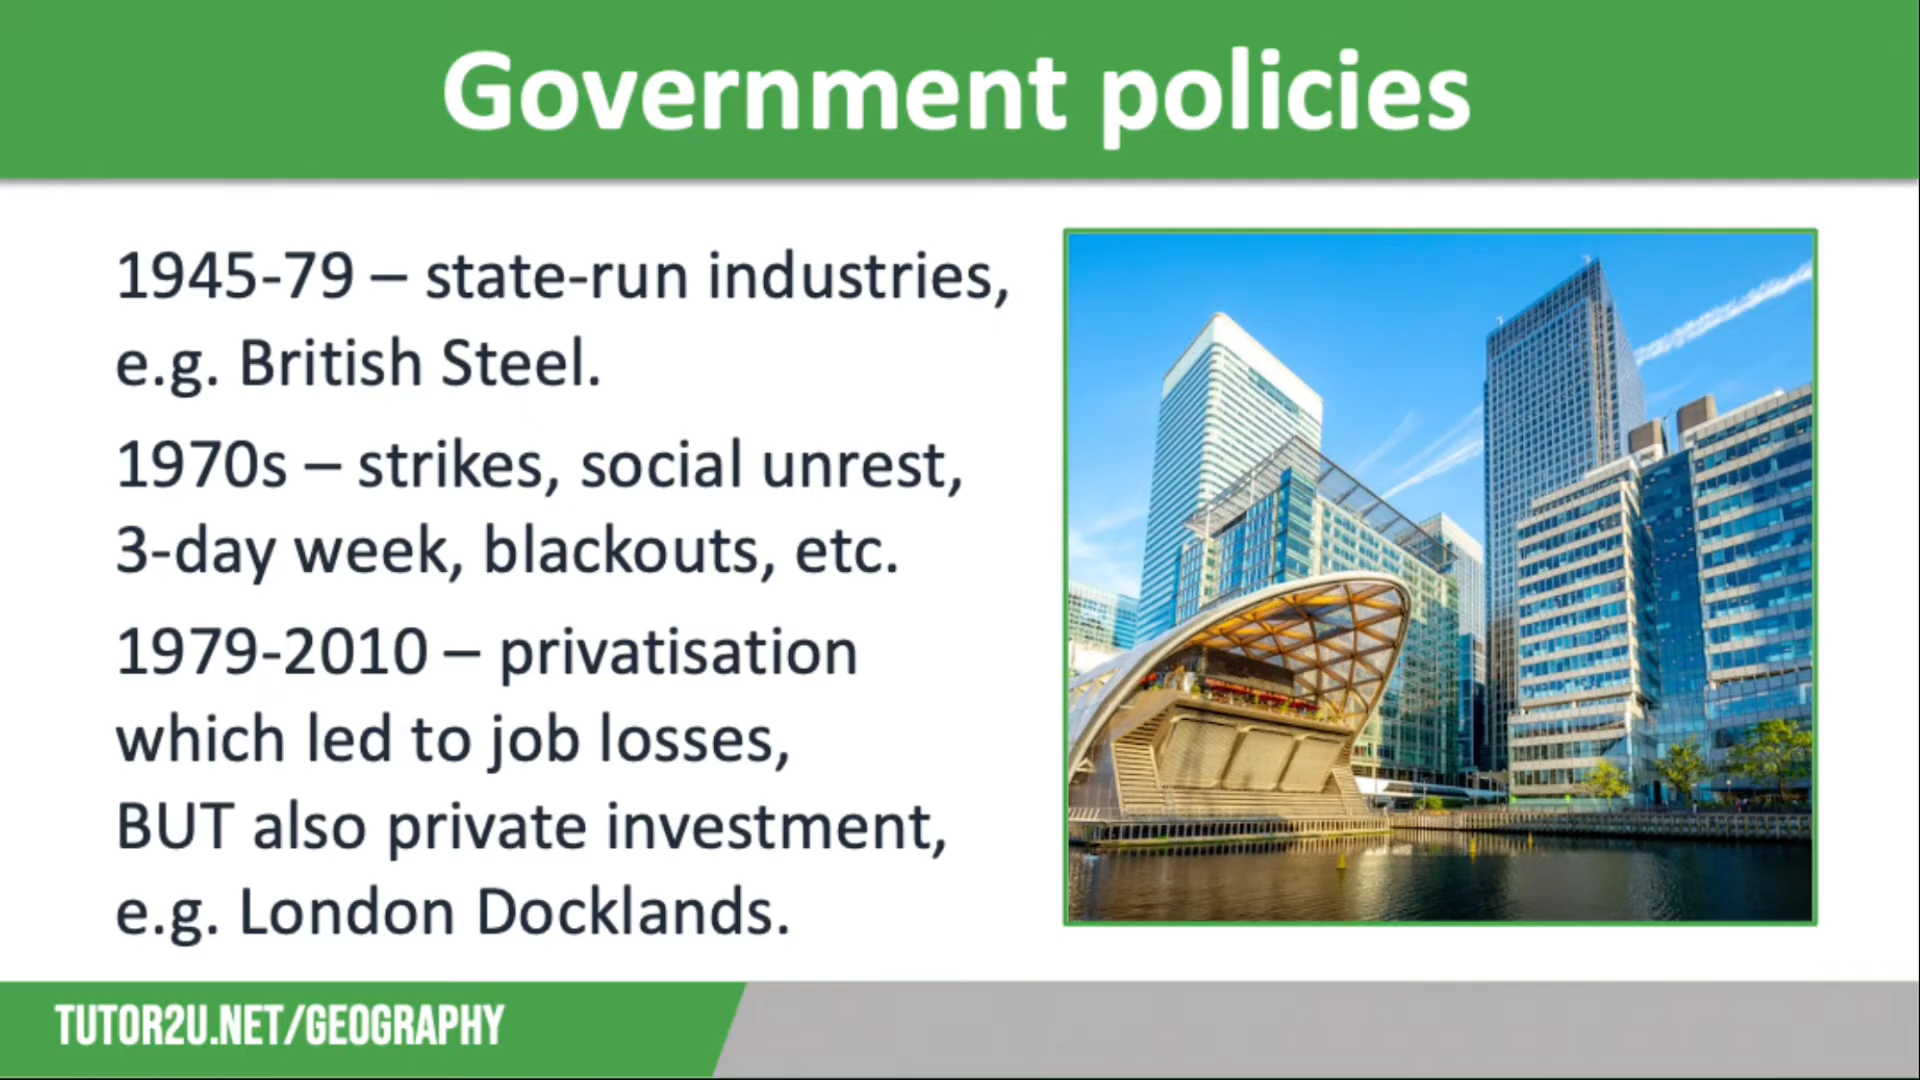 Government policies
1945-79 – state-run industries,
e.g. British Steel.
1970s – strikes, social unrest,
3-day week, blackouts, etc.
1979-2010 – privatisation
which led to job losses,
BUT also private investment,
e.g. London Docklands.
TUTOR2U.NET/GEOGRAPHY